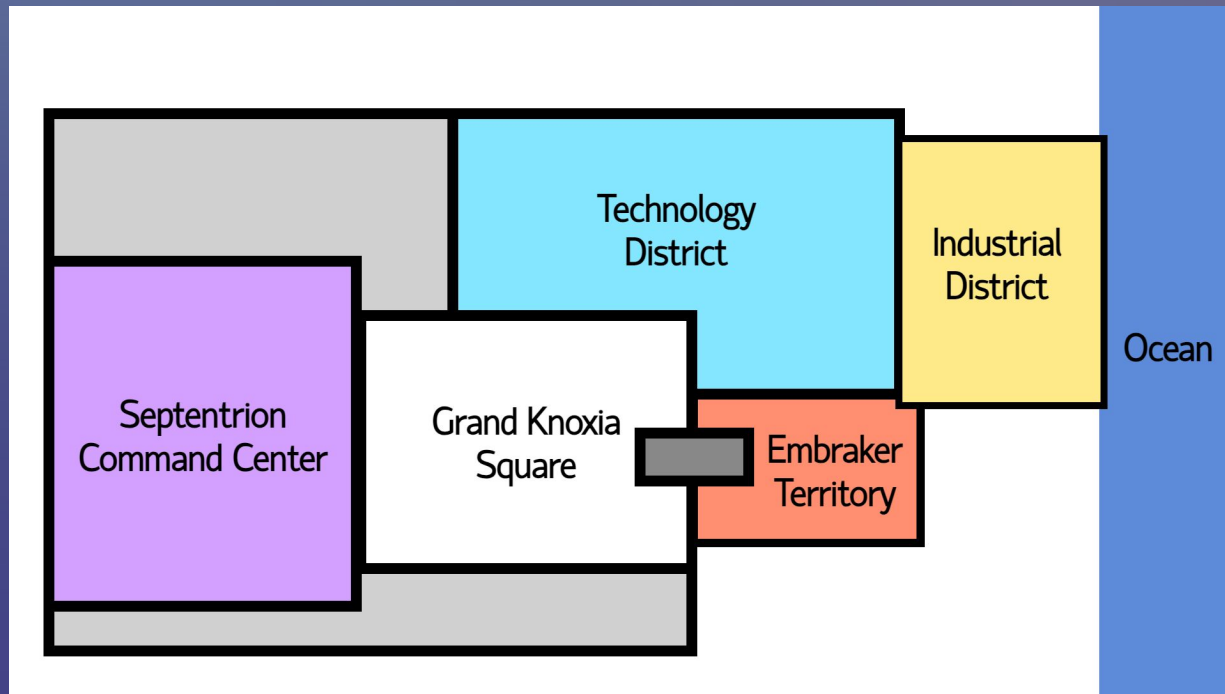 Technology
District
Industrial
District
Ocean
Septentrion
Command Center
Grand Knoxia
Square
Embraker
Territory